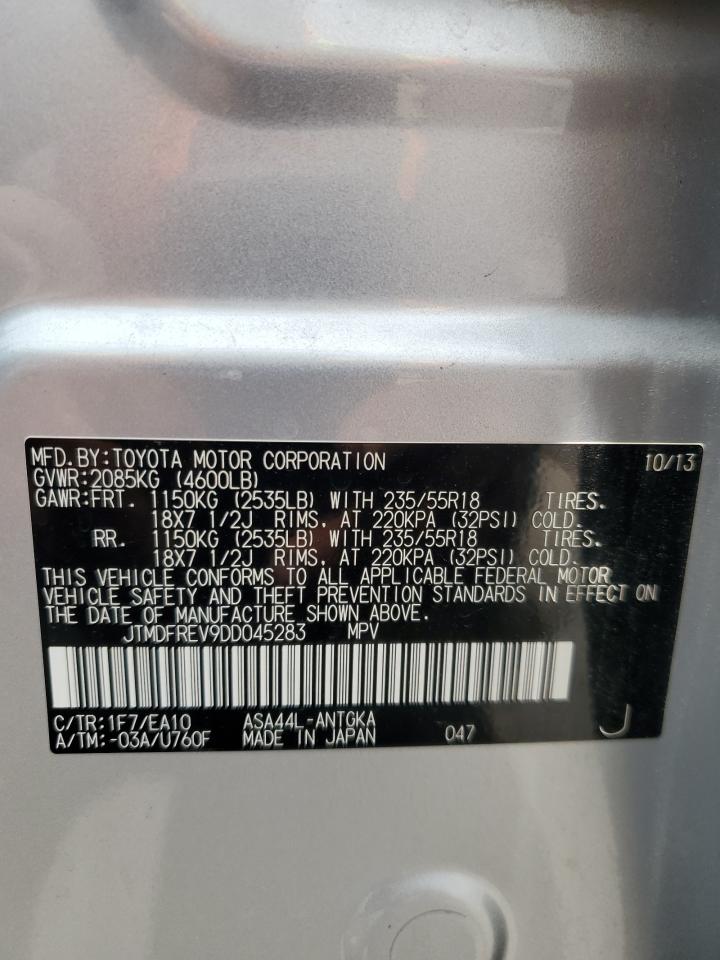 MFD.BY:TOYOTA MOTOR CORPORATION 10/13
GVWR:2085KG (4600LB)
GAWR:FRT. 1150KG (2535LB) WITH 235/55R18 TIRES.
18X7 1/2J RIMS, AT 220KPA (32PSI) COLD.
RR. 1150KG (2535LB) WITH 235/55R18 TIRES.
18X7 1/2J RIMS, AT 220KPA (32PSI) COLD.
THIS VEHICLE CONFORMS TO ALL APPLICABLE FEDERAL MOTOR
VEHICLE SAFETY AND THEFT PREVENTION STANDARDS IN EFFECT ON
THE DATE OF MANUFACTURE SHOWN ABOVE.
JTMDFREV9DD045283 MPV
C/TR:1F7/EA10 ASA44L-ANTGKA
A/TM:-03A/U760F MADE IN JAPAN 047 J